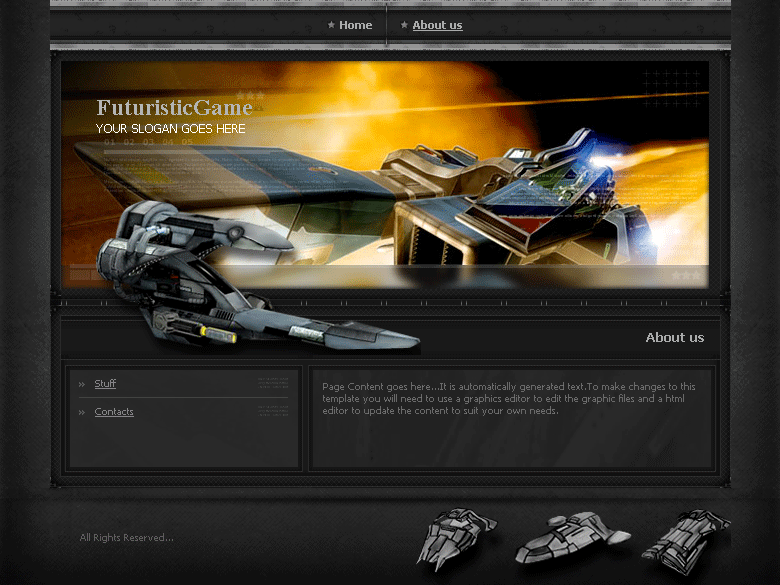 Home
About us
FuturisticGame
YOUR SLOGAN GOES HERE
01 02 03 04 05
About us
Stuff
Contacts
Page Content goes here...It is automatically generated text.To make changes to this
template you will need to use a graphics editor to edit the graphic files and a html
editor to update the content to suit your own needs.
All Rights Reserved...